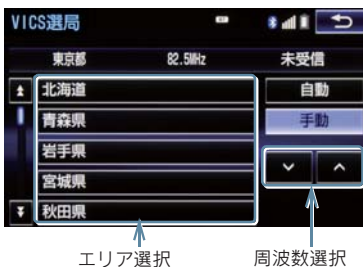 VICS選局
東京都 82.5MHz 未受信
北海道 自動
青森県 手動
岩手県
宮城県
秋田県
エリア選択 周波数選択